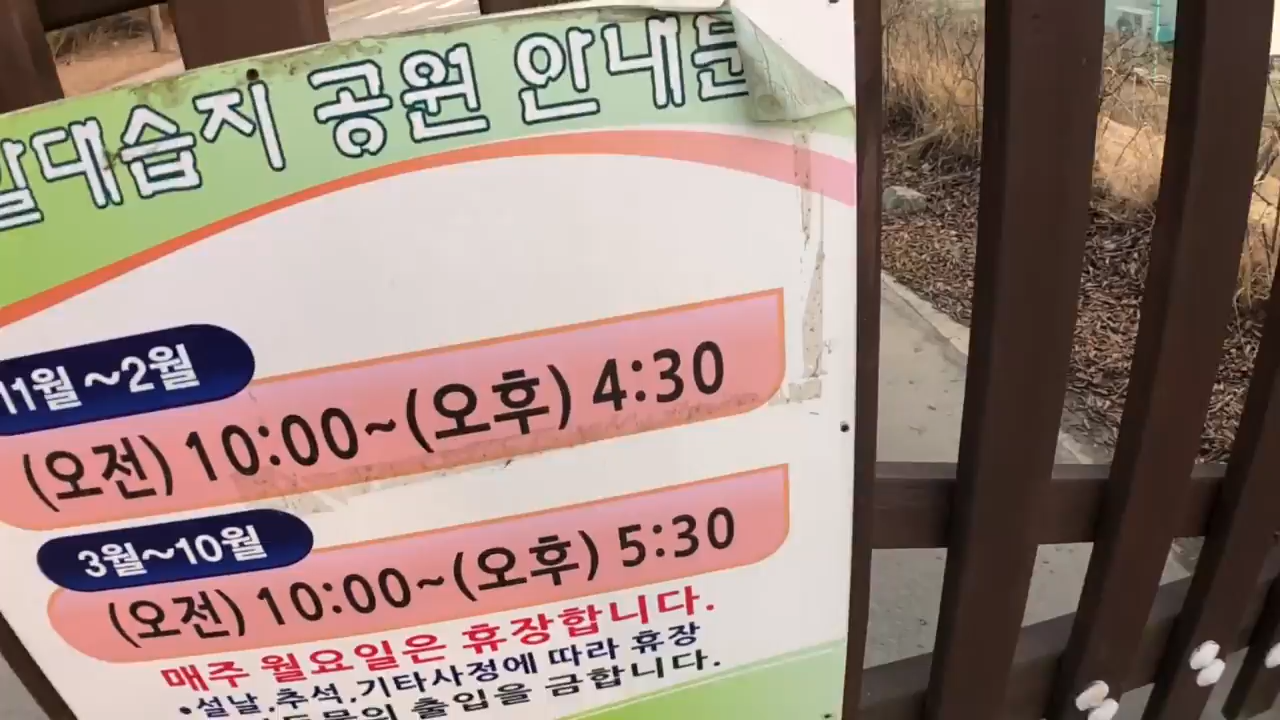 갈대습지 공원 안내문
11월~2월
(오전) 10:00~(오후) 4:30
3월~10월
(오전) 10:00~(오후) 5:30
매주 월요일은 휴장합니다.
•설날,추석,기타사정에 따라 휴장
출입을 금합니다.